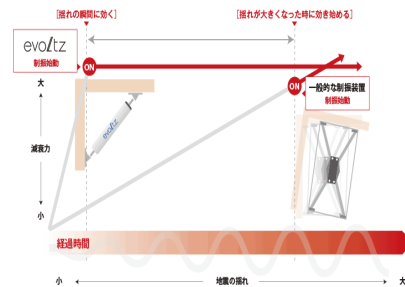 [揺れの瞬間に効く]
[揺れが大きくなった時に効き始める]
evoltz
制振始動
ON
ON
一般的な制振装置
制振始動
大
減衰力
小
evoltz
経過時間
小
地震の揺れ
大